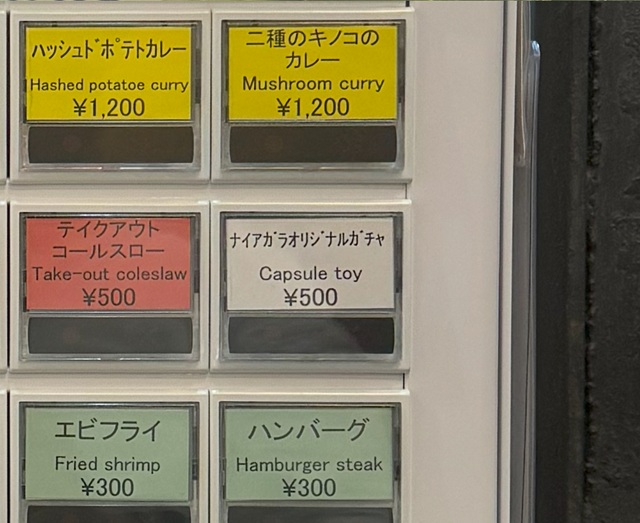 ハッシュドポテトカレー
Hashed potatoe curry
¥1,200
二種のキノコの
カレー
Mushroom curry
¥1,200
テイクアウト
コールスロー
Take-out coleslaw
¥500
ナイアガラオリジナルガチャ
Capsule toy
¥500
エビフライ
Fried shrimp
¥300
ハンバーグ
Hamburger steak
¥300